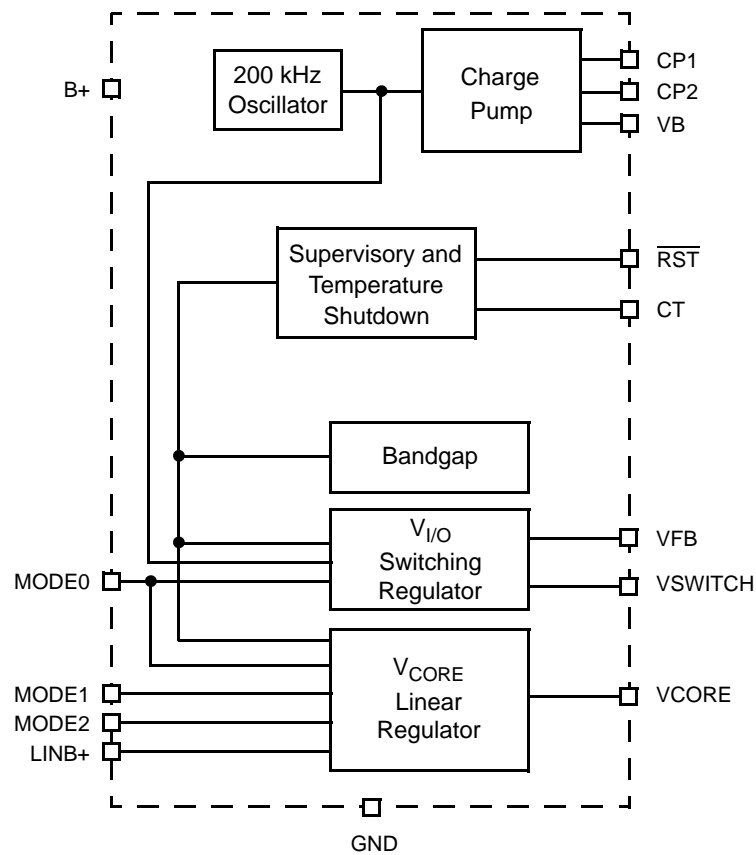 B+
200 kHz
Oscillator
Charge
Pump
CP1
CP2
VB
Supervisory and
Temperature
Shutdown
R̅S̅T̅
CT
Bandgap
VI/O
Switching
Regulator
VFB
VSWITCH
MODE0
VCORE
Linear
Regulator
VCORE
MODE1
MODE2
LINB+
GND